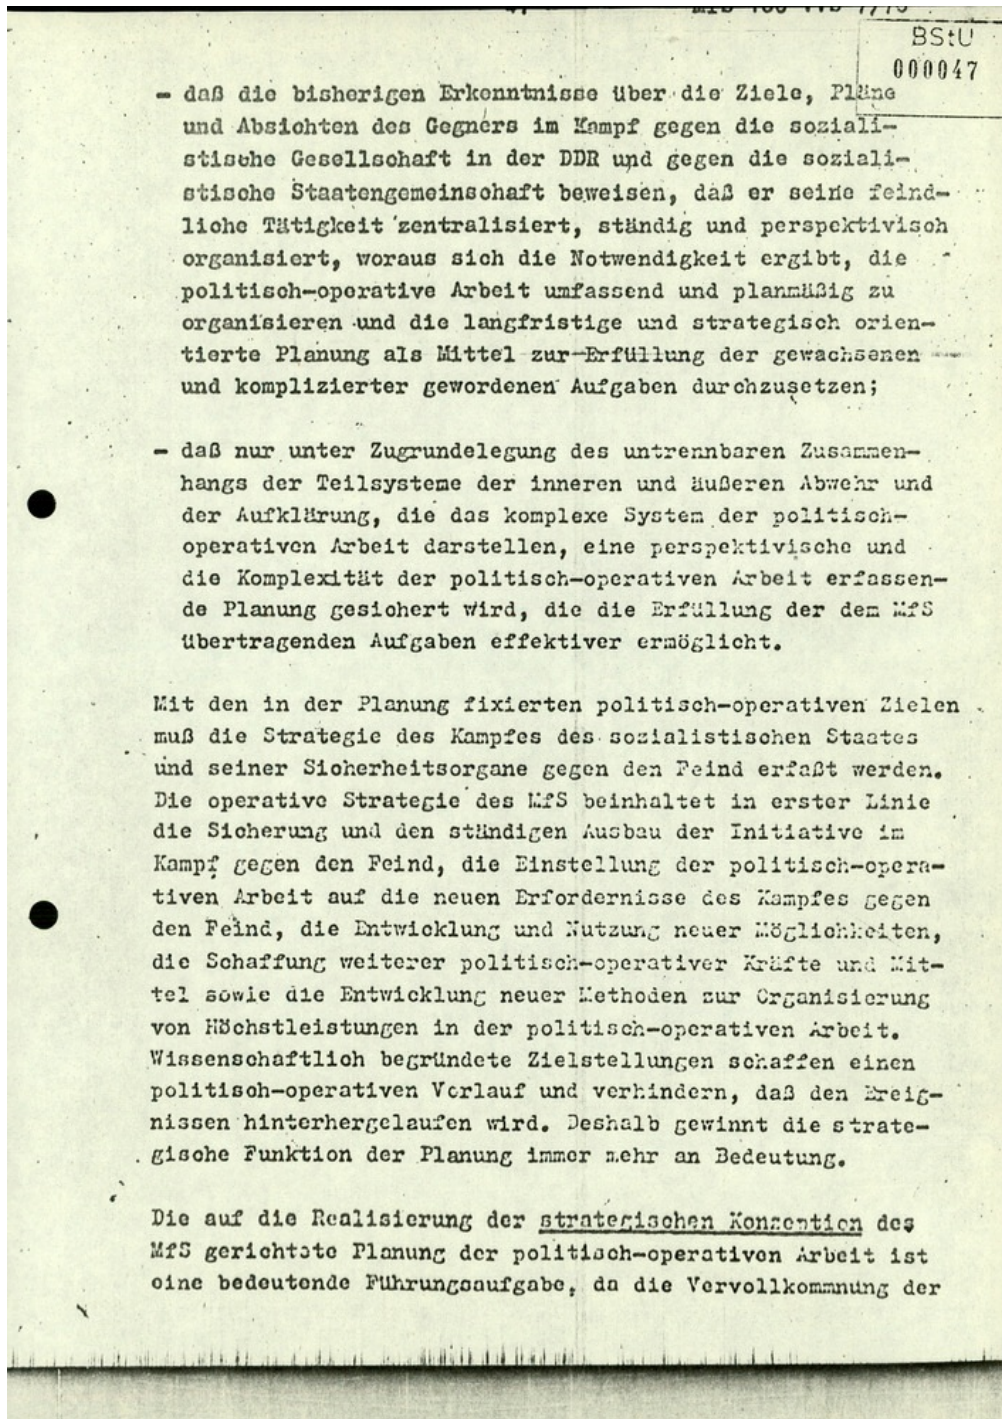 BStU
000047
- daß die bisherigen Erkenntnisse über die Ziele, Pläne
und Absichten des Gegners im Kampf gegen die soziali-
stische Gesellschaft in der DDR und gegen die soziali-
stische Staatengemeinschaft beweisen, daß er seine feind-
liche Tätigkeit zentralisiert, ständig und perspektivisch
organisiert, woraus sich die Notwendigkeit ergibt, die
politisch-operative Arbeit umfassend und planmäßig zu
organisieren und die langfristige und strategisch orien-
tierte Planung als Mittel zur Erfüllung der gewachsenen
und komplizierter gewordenen Aufgaben durchzusetzen;
- daß nur unter Zugrundelegung des untrennbaren Zusammen-
hangs der Teilsysteme der inneren und äußeren Abwehr und
der Aufklärung, die das komplexe System der politisch-
operativen Arbeit darstellen, eine perspektivische und
die Komplexität der politisch-operativen Arbeit erfassen-
de Planung gesichert wird, die die Erfüllung der dem MfS
übertragenden Aufgaben effektiver ermöglicht.
Mit den in der Planung fixierten politisch-operativen Zielen
muß die Strategie des Kampfes des sozialistischen Staates
und seiner Sicherheitsorgane gegen den Feind erfaßt werden.
Die operative Strategie des MfS beinhaltet in erster Linie
die Sicherung und den ständigen Ausbau der Initiative im
Kampf gegen den Feind, die Einstellung der politisch-opera-
tiven Arbeit auf die neuen Erfordernisse des Kampfes gegen
den Feind, die Entwicklung und Nutzung neuer Möglichkeiten,
die Schaffung weiterer politisch-operativer Kräfte und Mit-
tel sowie die Entwicklung neuer Methoden zur Organisierung
von Höchstleistungen in der politisch-operativen Arbeit.
Wissenschaftlich begründete Zielstellungen schaffen einen
politisch-operativen Vorlauf und verhindern, daß den Ereig-
nissen hinterhergelaufen wird. Deshalb gewinnt die strate-
gische Funktion der Planung immer mehr an Bedeutung.
Die auf die Realisierung der strategischen Konzeption des
MfS gerichtete Planung der politisch-operativen Arbeit ist
eine bedeutende Führungsaufgabe, da die Vervollkommnung der